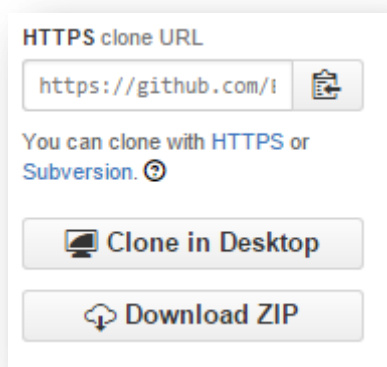 HTTPS clone URL
https://github.com/
You can clone with HTTPS or
Subversion.
Clone in Desktop
Download ZIP